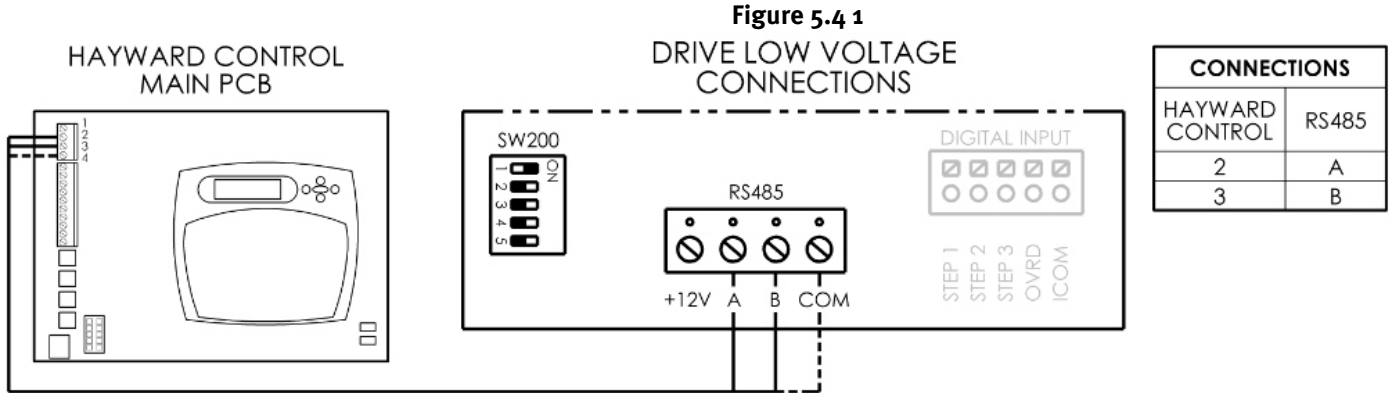 Figure 5.4 1
HAYWARD CONTROL
MAIN PCB
1
2
3
4
DRIVE LOW VOLTAGE
CONNECTIONS
SW200
ON
1
2
3
4
5
RS485
+12V A B COM
DIGITAL INPUT
STEP 1
STEP 2
STEP 3
OVRD
ICOM
CONNECTIONS
HAYWARD
CONTROL
RS485
2 A
3 B